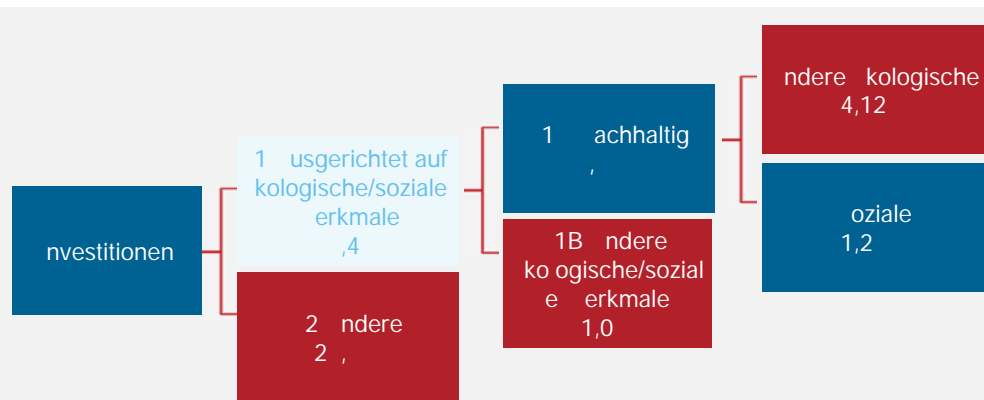 nvestitionen
1 usgerichtet auf
kologische/soziale
erkmale
,4
2 ndere
2 ,
1 achhaltig
,
1B ndere
ko ogische/sozial
e erkmale
1,0
ndere kologische
4,12
oziale
1,2